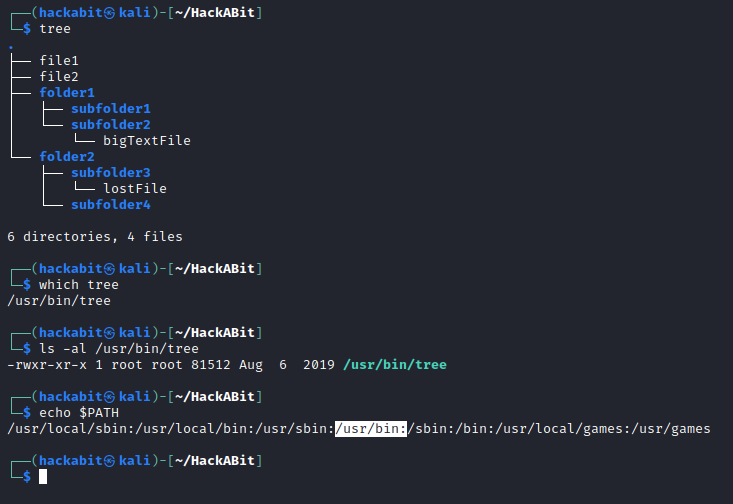 ┌──(hackabit㉿kali)-[~/HackABit]
└─$ tree
.
├── file1
├── file2
├── folder1
│   ├── subfolder1
│   └── subfolder2
│       └── bigTextFile
└── folder2
    ├── subfolder3
    │   └── lostFile
    └── subfolder4
6 directories, 4 files
┌──(hackabit㉿kali)-[~/HackABit]
└─$ which tree
/usr/bin/tree
┌──(hackabit㉿kali)-[~/HackABit]
└─$ ls -al /usr/bin/tree
-rwxr-xr-x 1 root root 81512 Aug  6  2019 /usr/bin/tree
┌──(hackabit㉿kali)-[~/HackABit]
└─$ echo $PATH
/usr/local/sbin:/usr/local/bin:/usr/sbin:/usr/bin:/sbin:/bin:/usr/local/games:/usr/games
┌──(hackabit㉿kali)-[~/HackABit]
└─$